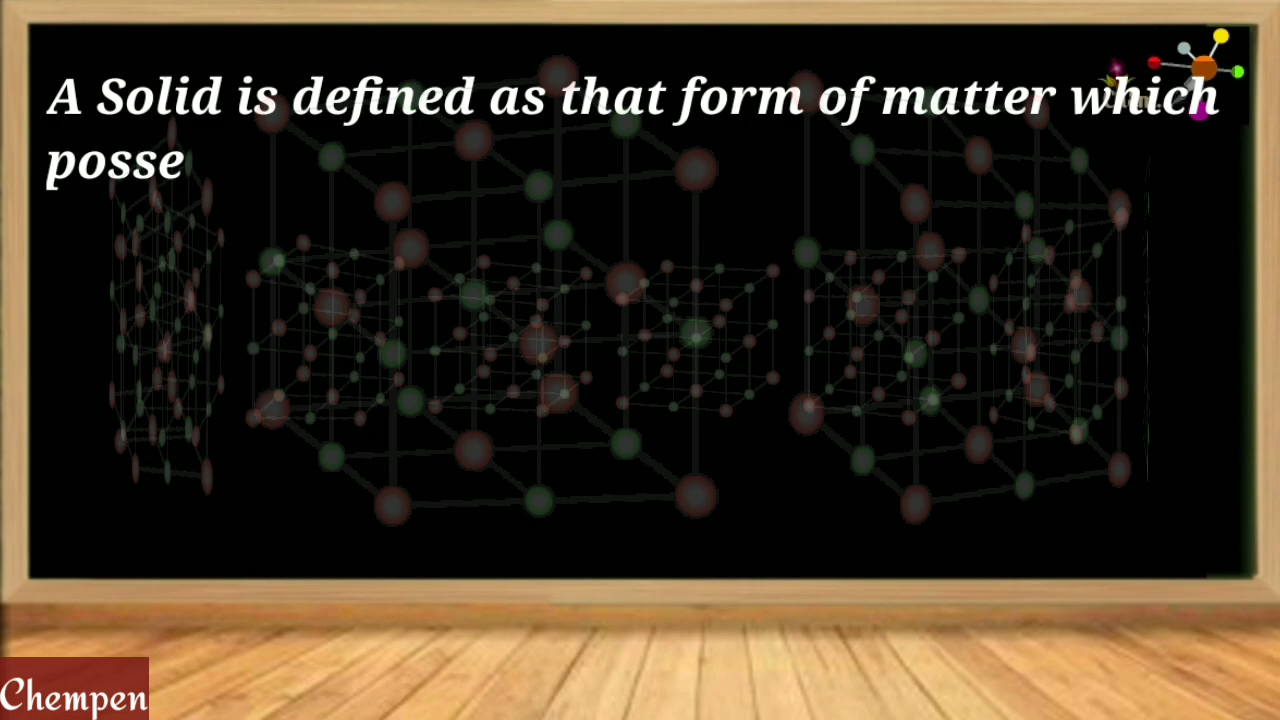 A Solid is defined as that form of matter which
posse
Chempen